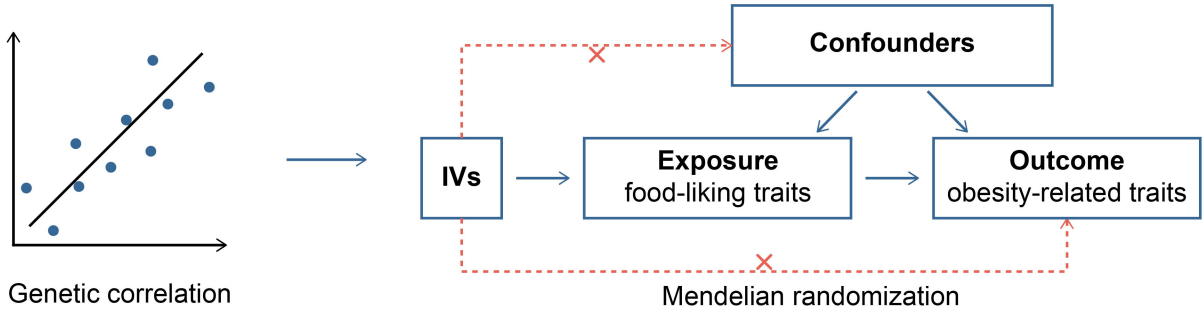 Confounders
IVs
Exposure
food-liking traits
Outcome
obesity-related traits
Genetic correlation
Mendelian randomization